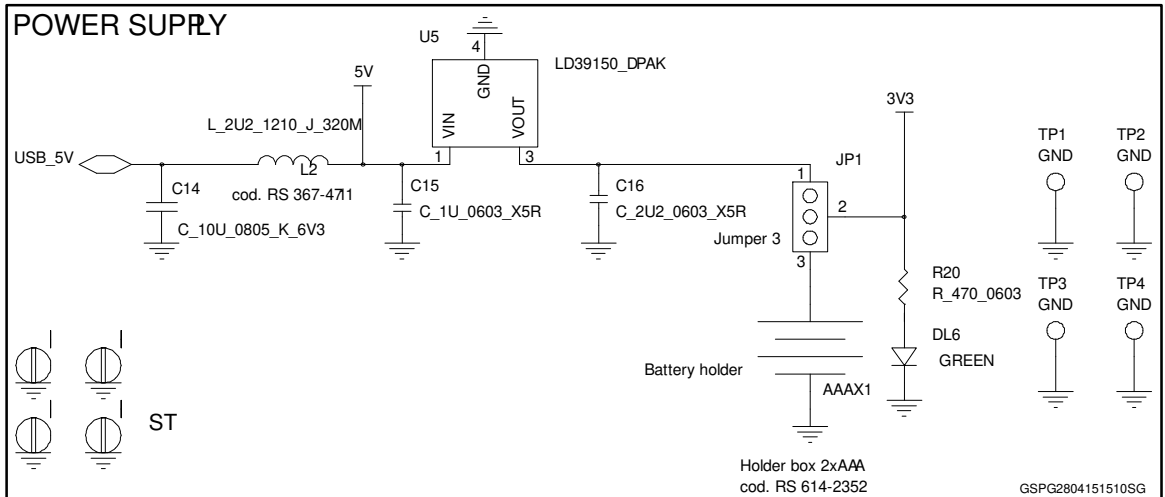 POWER SUPPLY
U5
4
GND
LD39150_DPAK
5V
VIN
VOUT
3V3
L_2U2_1210_J_320M
TP1
GND
TP2
GND
USB_5V
1
3
JP1
L2
C14
cod. RS 367-4711
C15
C_1U_0603_X5R
C16
C_2U2_0603_X5R
1
2
C_10U_0805_K_6V3
Jumper 3
3
R20
R_470_0603
TP3
GND
TP4
GND
DL6
GREEN
Battery holder
AAAX1
ST
Holder box 2xAAA
cod. RS 614-2352
GSPG2804151510SG